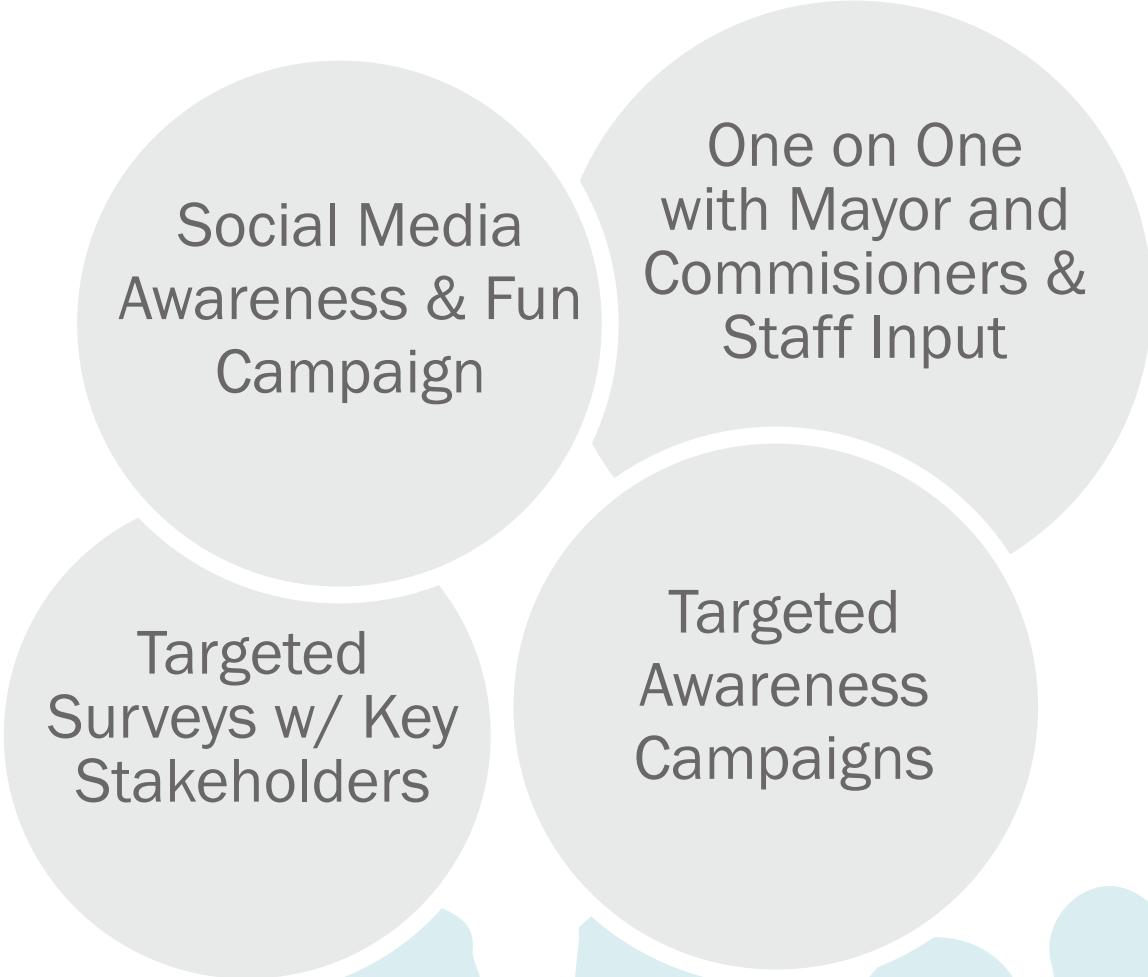 Social Media
Awareness & Fun
Campaign
One on One
with Mayor and
Commisioners &
Staff Input
Targeted
Surveys w/ Key
Stakeholders
Targeted
Awareness
Campaigns